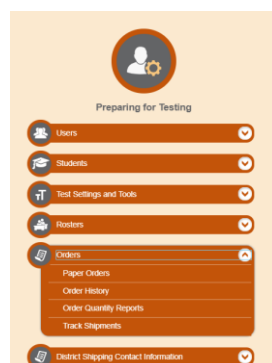 Preparing for Testing
Users
Students
Test Settings and Tools
Rosters
Orders
Paper Orders
Order History
Order Quantity Reports
Track Shipments
District Shipping Contact Information